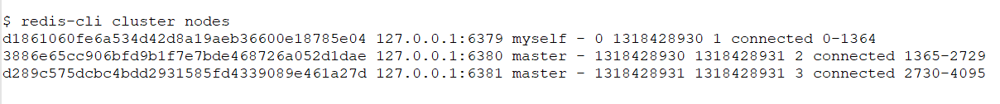 $ redis-cli cluster nodes
d1861060fe6a534d42d8a19aeb36600e18785e04 127.0.0.1:6379 myself - 0 1318428930 1 connected 0-1364
3886e65cc906bfd9b1f7e7bde468726a052d1dae 127.0.0.1:6380 master - 1318428930 1318428931 2 connected 1365-2729
d289c575dcbc4bdd2931585fd4339089e461a27d 127.0.0.1:6381 master - 1318428931 1318428931 3 connected 2730-4095